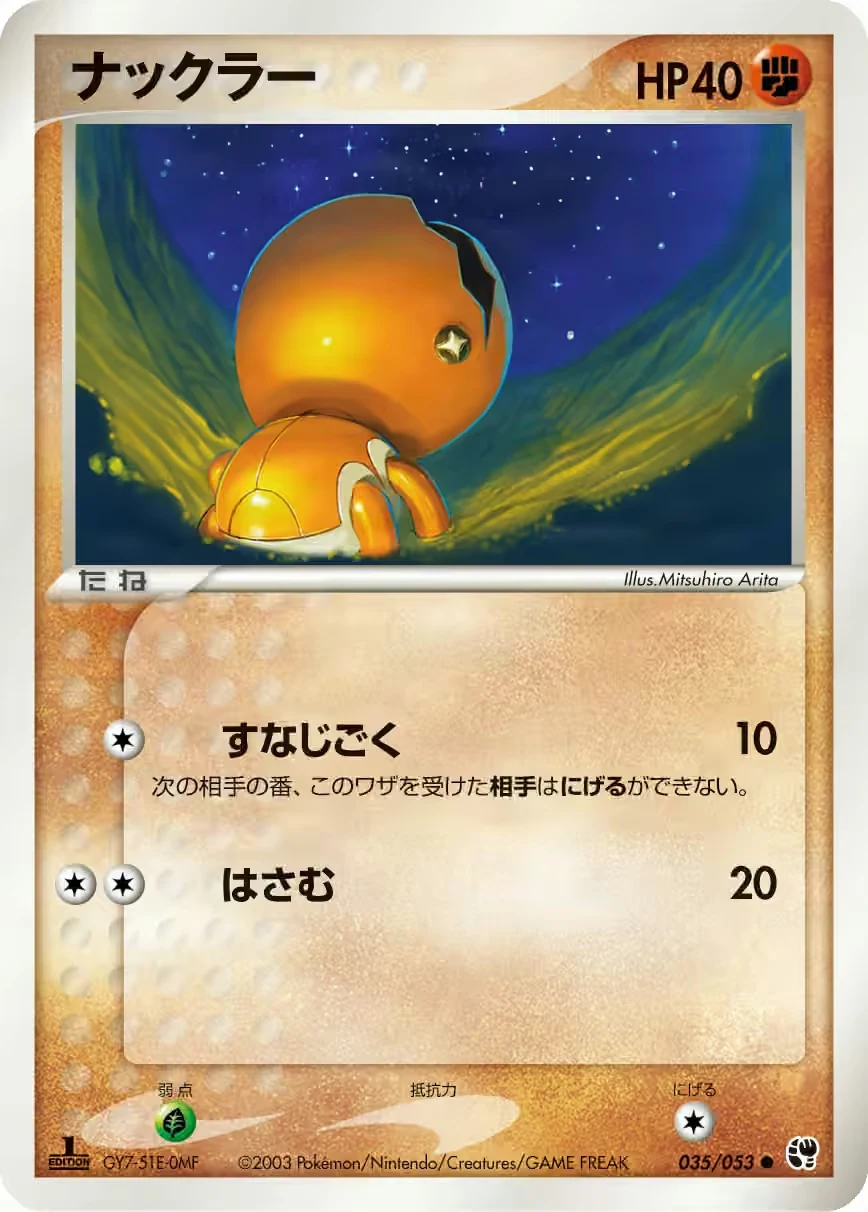 ナックラー
HP40
たね
Illus.Mitsuhiro Arita
すなじごく 10
次の相手の番、このワザを受けた相手はにげるができない。
はさむ 20
弱点 抵抗力 にげる
1 EDITION GY7-51E-0MF ©2003 Pokémon/Nintendo/Creatures/GAME FREAK 035/053